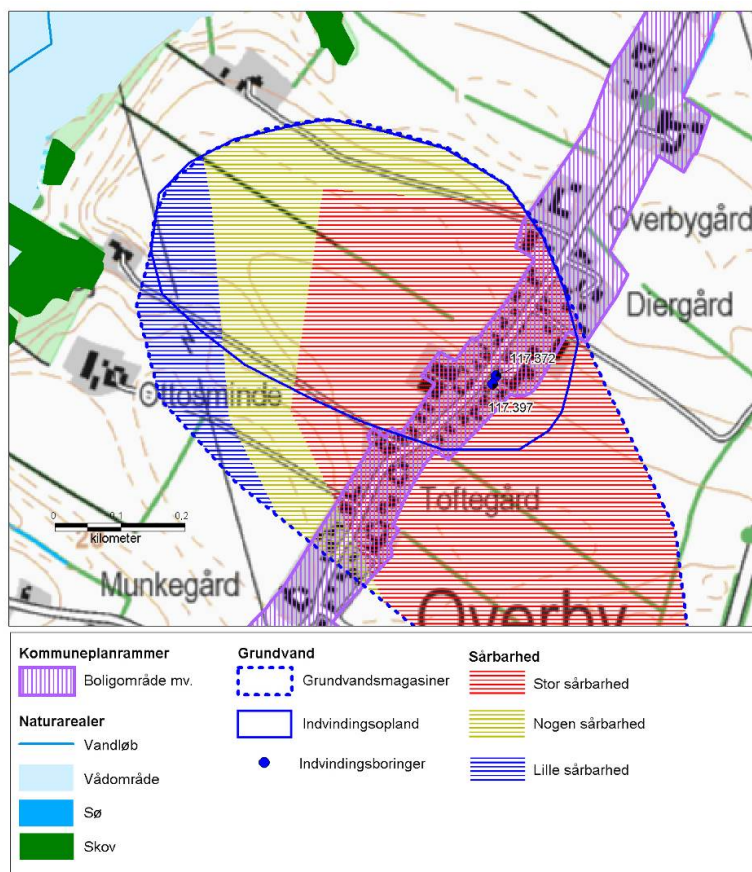 Overbygård
Diergård
117.372
117.397
Ottosminde
Toftegård
0 0,1 0,2
kilometer
20
Munkegård
Overby
Kommuneplanrammer
Boligområde mv.
Naturarealer
Vandløb
Vådområde
Sø
Skov
Grundvand
Grundvandsmagasiner
Indvindingsopland
Indvindingsboringer
Sårbarhed
Stor sårbarhed
Nogen sårbarhed
Lille sårbarhed